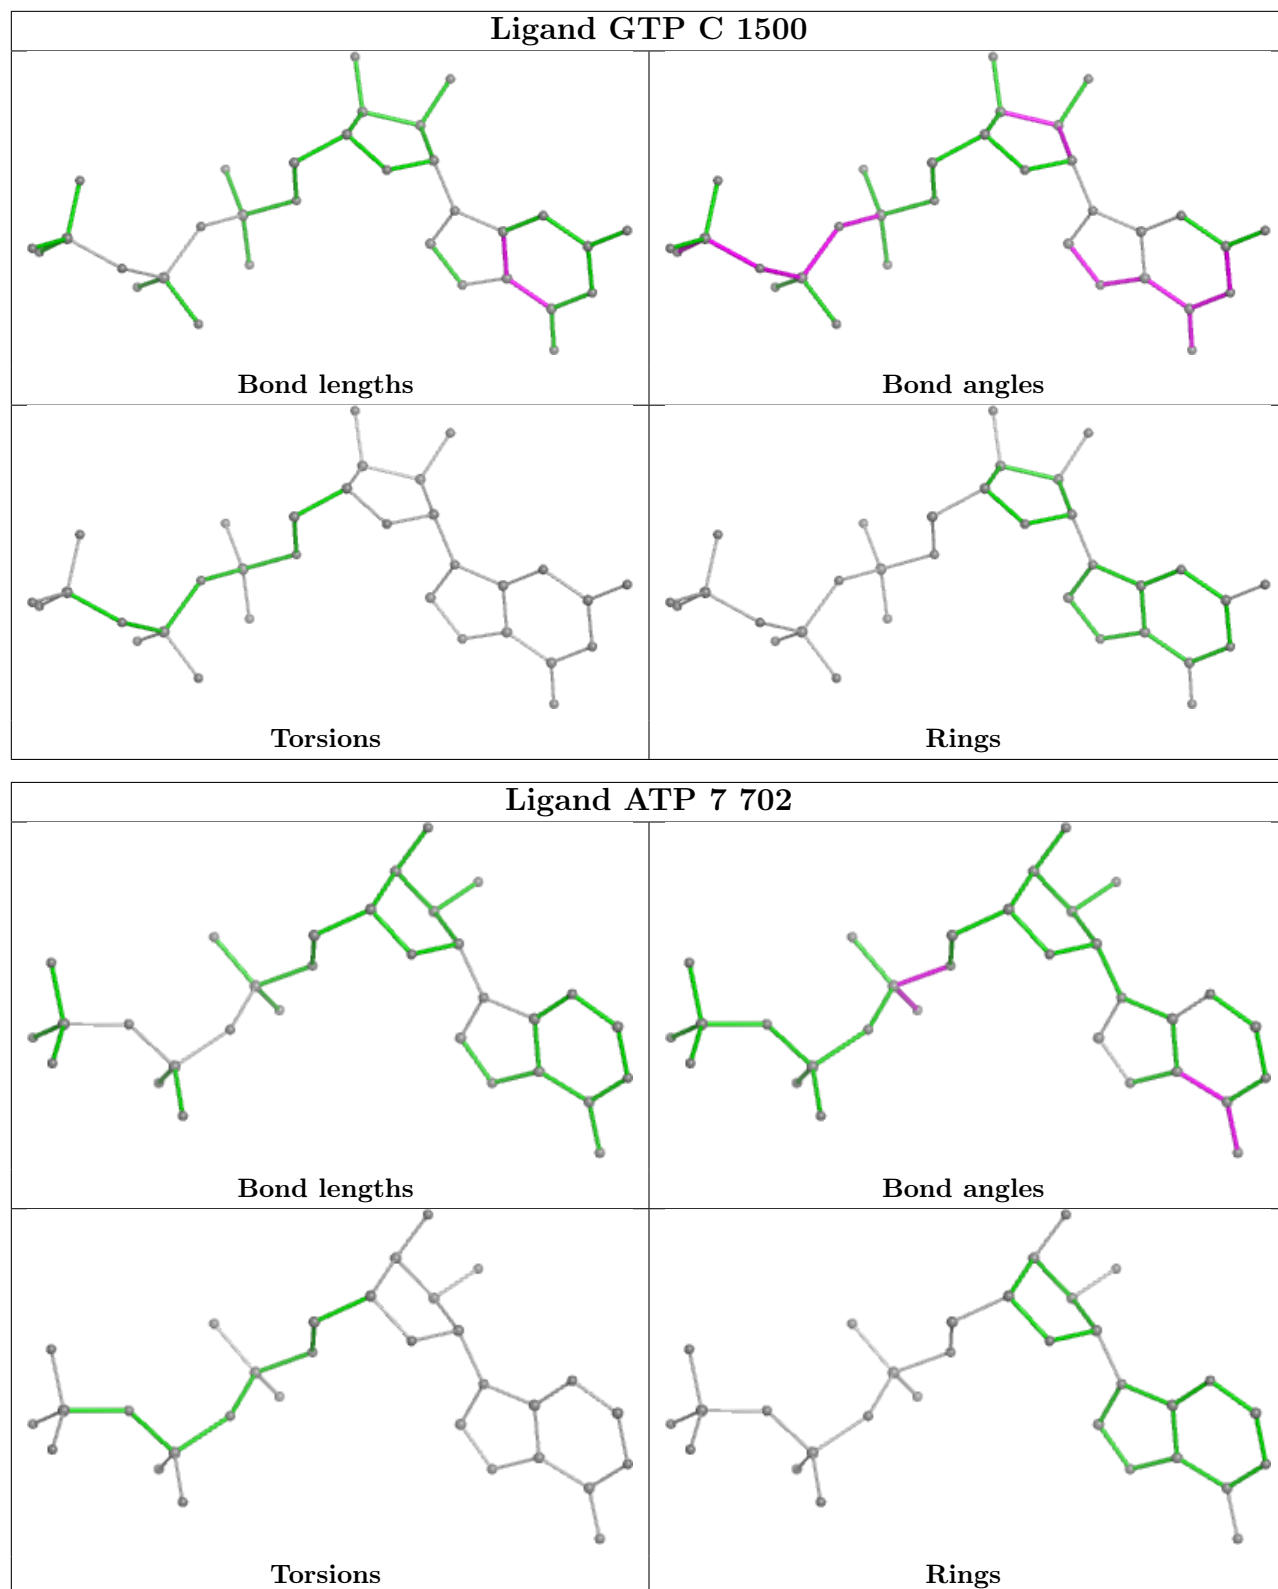 Ligand GTP C 1500
Bond lengths
Bond angles
Torsions
Rings
Ligand ATP 7 702
Bond lengths
Bond angles
Torsions
Rings